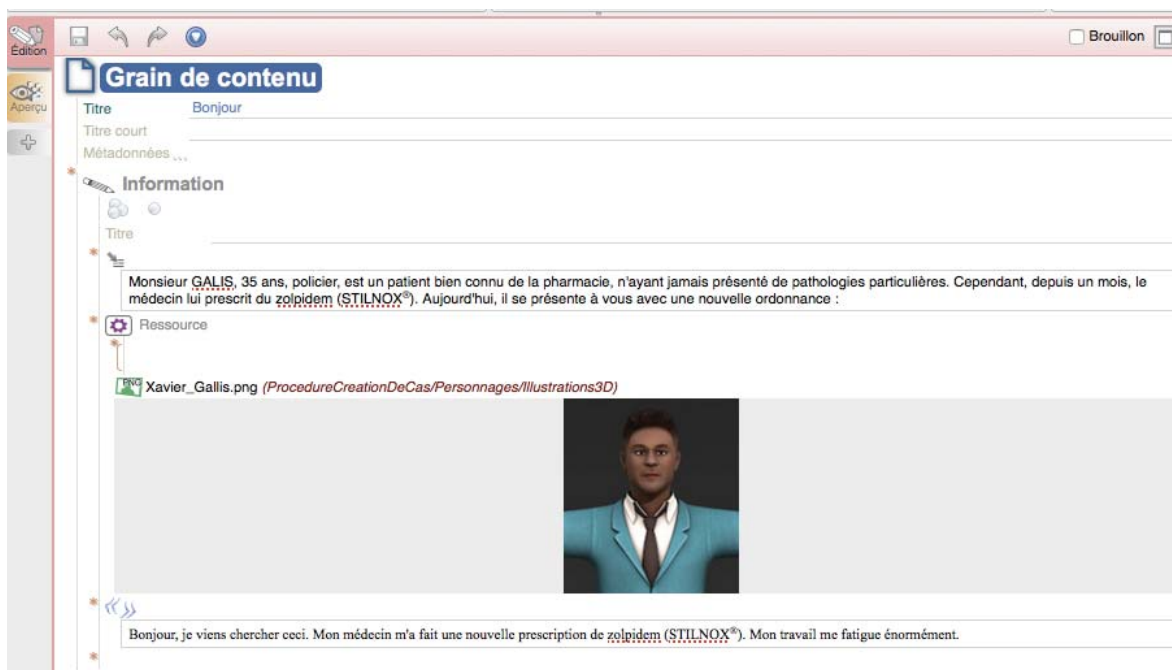 Édition
Brouillon
Grain de contenu
Aperçu
Titre Bonjour
Titre court
Métadonnées ...
Information
Titre
Monsieur GALIS, 35 ans, policier, est un patient bien connu de la pharmacie, n'ayant jamais présenté de pathologies particulières. Cependant, depuis un mois, le
médecin lui prescrit du zolpidem (STILNOX®). Aujourd'hui, il se présente à vous avec une nouvelle ordonnance :
Ressource
PNG Xavier_Gallis.png (ProcedureCreationDeCas/Personnages/Illustrations3D)
Bonjour, je viens chercher ceci. Mon médecin m'a fait une nouvelle prescription de zolpidem (STILNOX®). Mon travail me fatigue énormément.